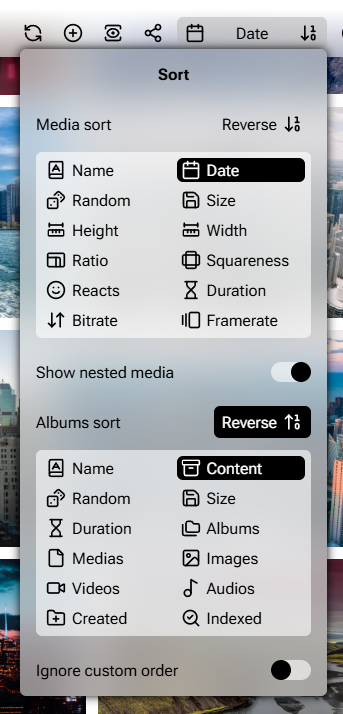 Date
Sort
Media sort Reverse
Name Date
Random Size
Height Width
Ratio Squareness
Reacts Duration
Bitrate Framerate
Show nested media
Albums sort Reverse
Name Content
Random Size
Duration Albums
Medias Images
Videos Audios
Created Indexed
Ignore custom order